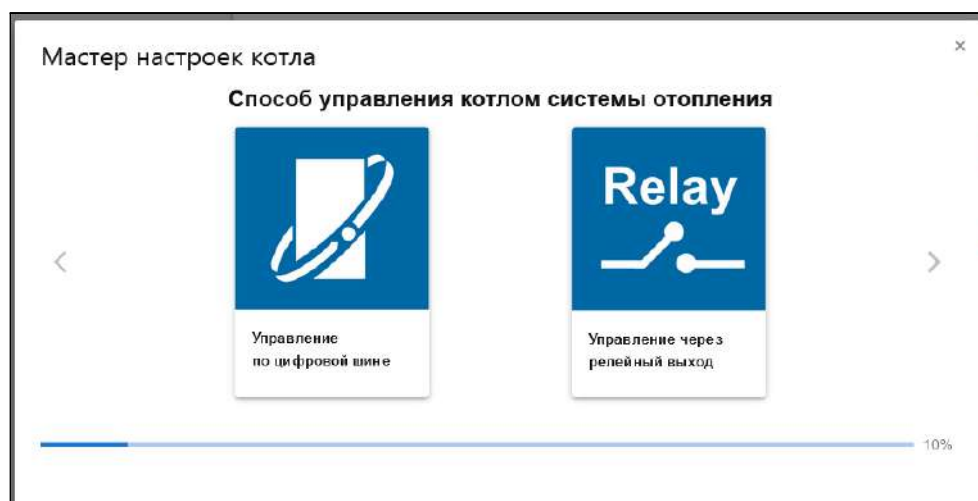 Мастер настроек котла
×
Способ управления котлом системы отопления
Relay
Управление
по цифровой шине
Управление через
релейный выход
10%